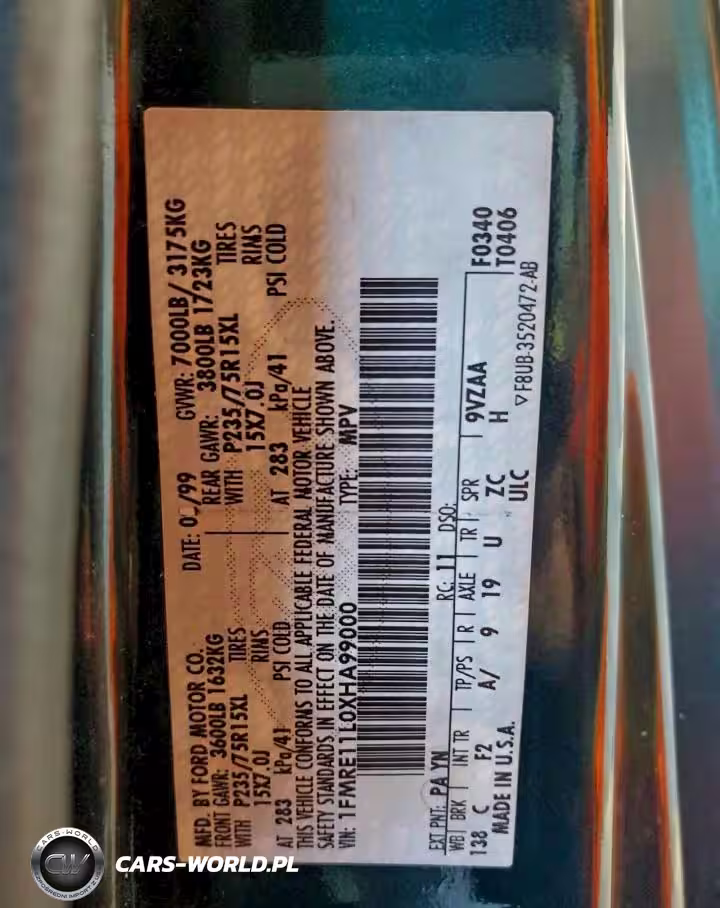 MFD. BY FORD MOTOR CO.
DATE: 0 /99 GVWR: 7000LB/ 3175KG
FRONT GAWR: 3600LB 1632KG REAR GAWR: 3800LB 1723KG
WITH P235/75R15XL TIRES WITH P235/75R15XL TIRES
15X7.0J RIMS 15X7.0J RIMS
AT 283 kPa/41 PSI COLD AT 283 kPa/41 PSI COLD
THIS VEHICLE CONFORMS TO ALL APPLICABLE FEDERAL MOTOR VEHICLE
SAFETY STANDARDS IN EFFECT ON THE DATE OF MANUFACTURE SHOWN ABOVE.
VIN: 1FMRE11L0XHA99000 TYPE: MPV
EXT PNT: PA YN RC: 11 DSO:
WB BRK INT TR TP/PS R AXLE TR SPR 9VZAA F0340
138 C F2 A/ 9 19 U ZC H T0406
MADE IN U.S.A. ULC ▽F8UB-3520472-AB
CARS-WORLD
CW
CARS-WORLD.PL